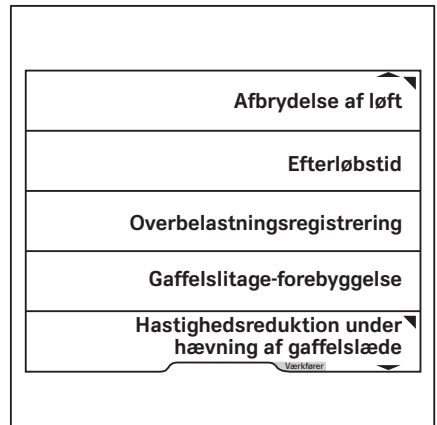 Afbrydelse af løft
Efterløbstid
Overbelastningsregistrering
Gaffelslitage-forebyggelse
Hastighedsreduktion under
hævning af gaffelslæde
Værkfører